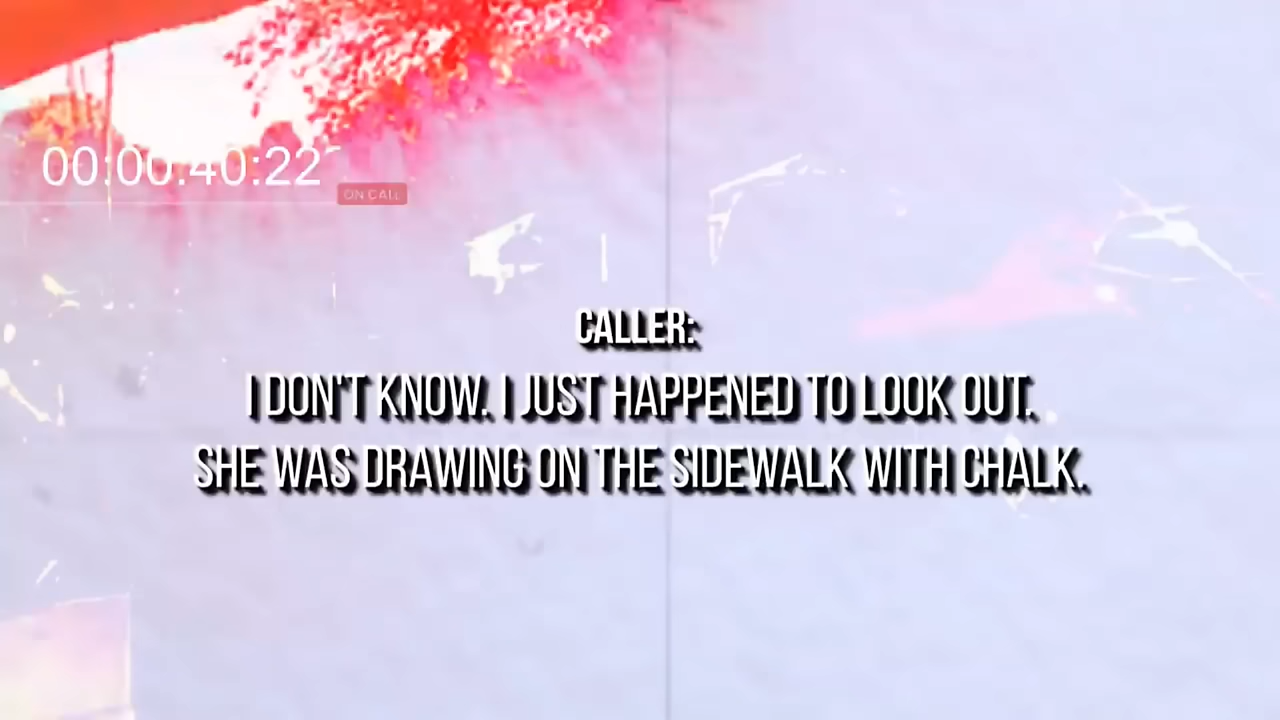 00:00:40:22
ON CALL
CALLER:
I DON'T KNOW. I JUST HAPPENED TO LOOK OUT.
SHE WAS DRAWING ON THE SIDEWALK WITH CHALK.